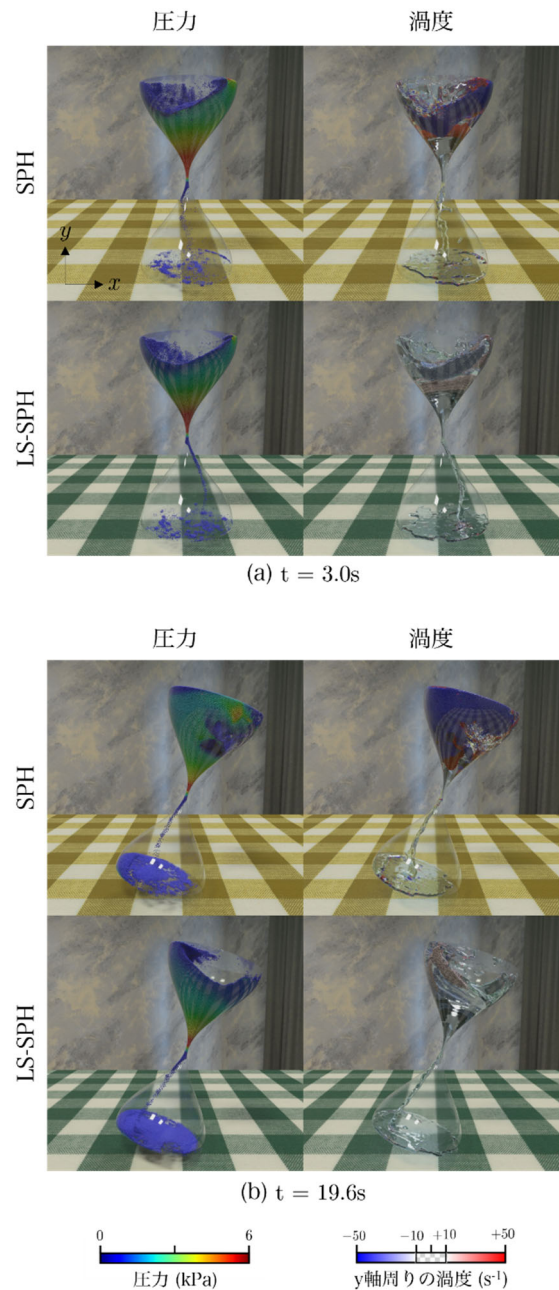 圧力 渦度
SPH
y
x
LS-SPH
(a) t = 3.0s
圧力 渦度
SPH
LS-SPH
(b) t = 19.6s
0 6
圧力 (kPa)
-50 -10 +10 +50
y軸周りの渦度 (s⁻¹)